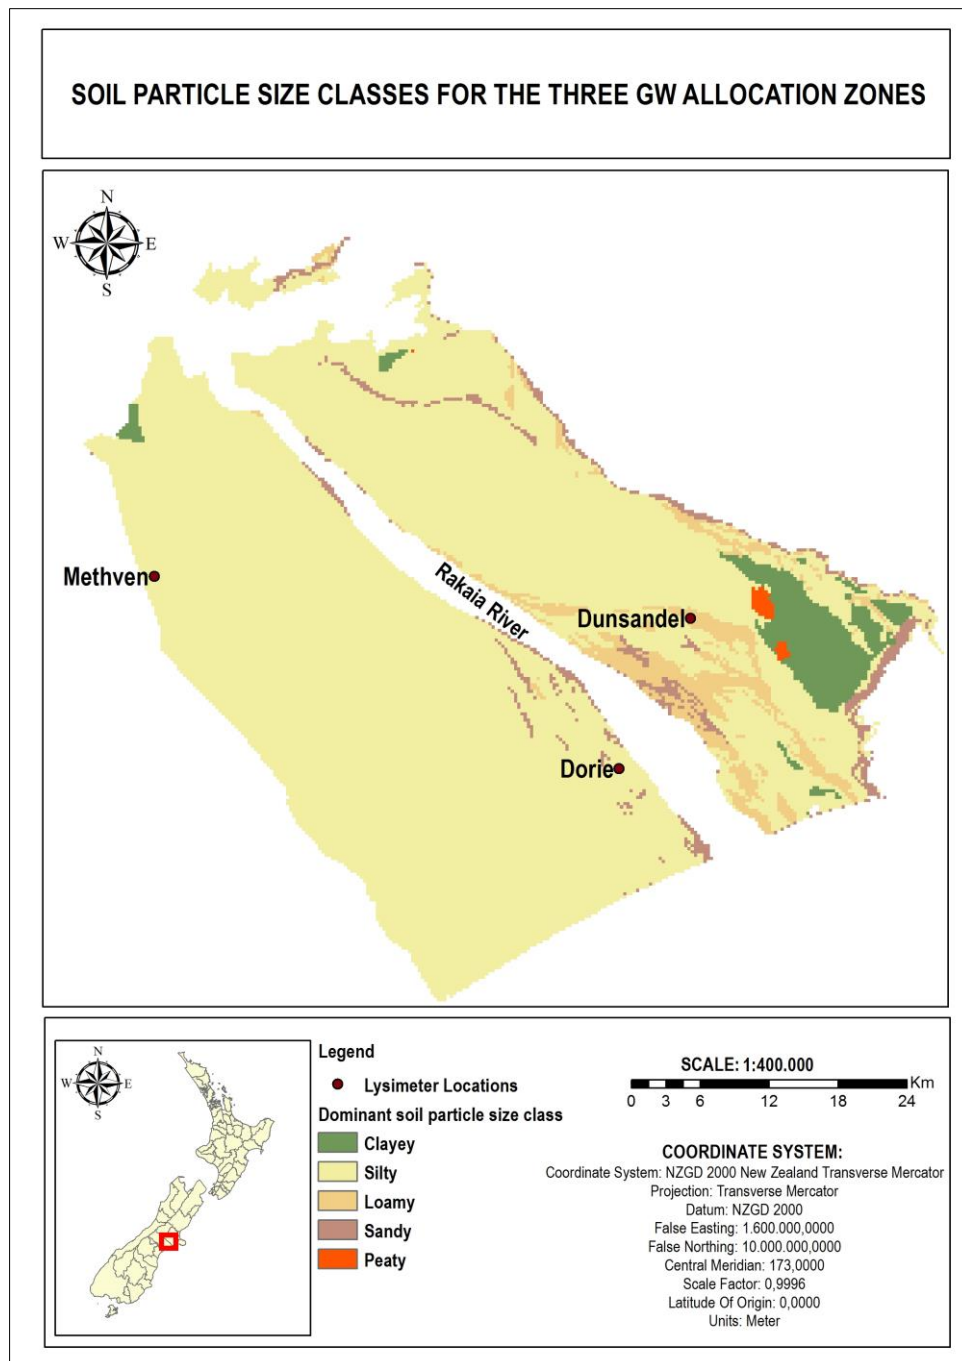 SOIL PARTICLE SIZE CLASSES FOR THE THREE GW ALLOCATION ZONES
N
W E
S
Methven
Rakaia River
Dunsandel
Dorie
N
W E
S
Legend
Lysimeter Locations
Dominant soil particle size class
Clayey
Silty
Loamy
Sandy
Peaty
SCALE: 1:400.000
Km
0 3 6 12 18 24
COORDINATE SYSTEM:
Coordinate System: NZGD 2000 New Zealand Transverse Mercator
Projection: Transverse Mercator
Datum: NZGD 2000
False Easting: 1.600.000,0000
False Northing: 10.000.000,0000
Central Meridian: 173,0000
Scale Factor: 0,9996
Latitude Of Origin: 0,0000
Units: Meter